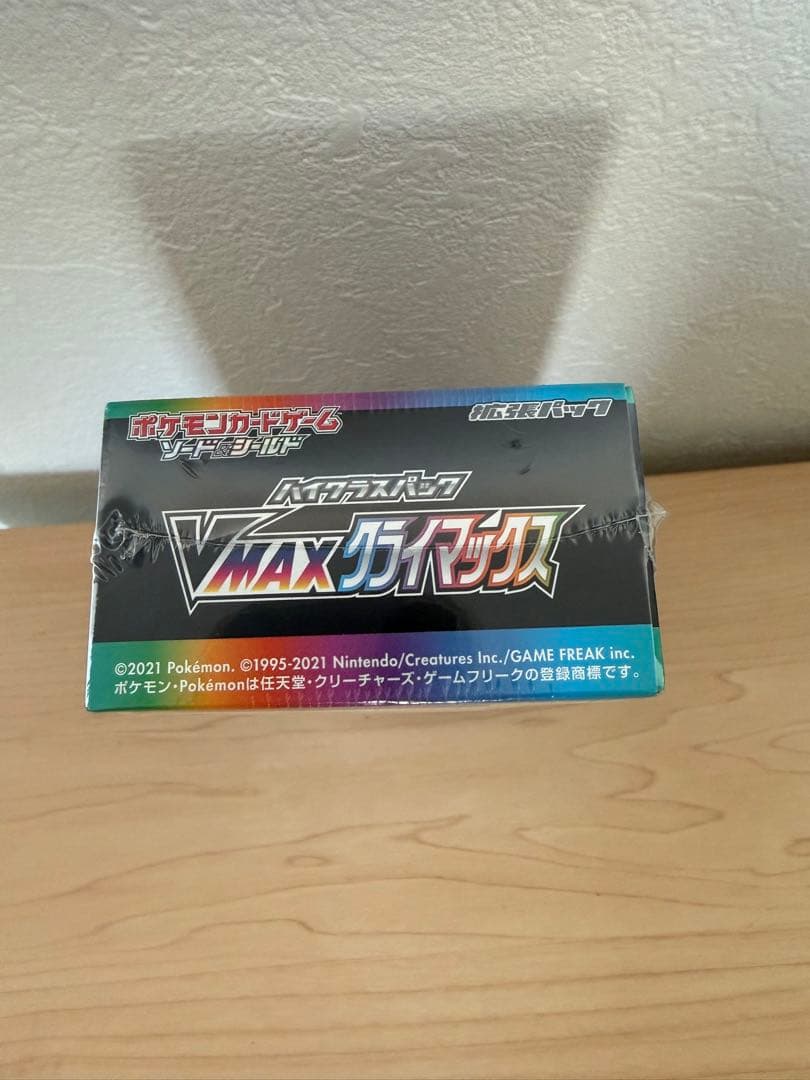 ポケモンカードゲーム
ソード&シールド
拡張パック
ハイクラスパック
VMAXクライマックス
©2021 Pokémon. ©1995-2021 Nintendo/Creatures Inc./GAME FREAK inc.
ポケモン・Pokémonは任天堂・クリーチャーズ・ゲームフリークの登録商標です。